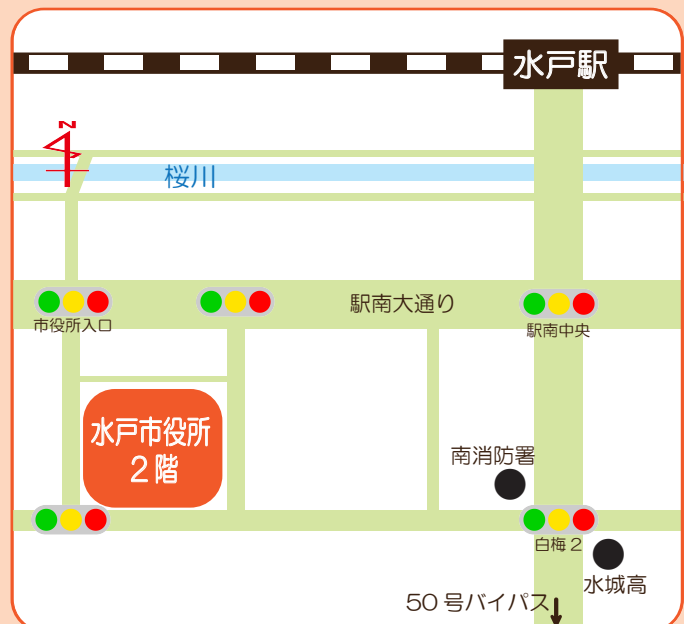 水戸駅
N
桜川
駅南大通り
市役所入口
駅南中央
水戸市役所
２階
南消防署
白梅２
水城高
50 号バイパス